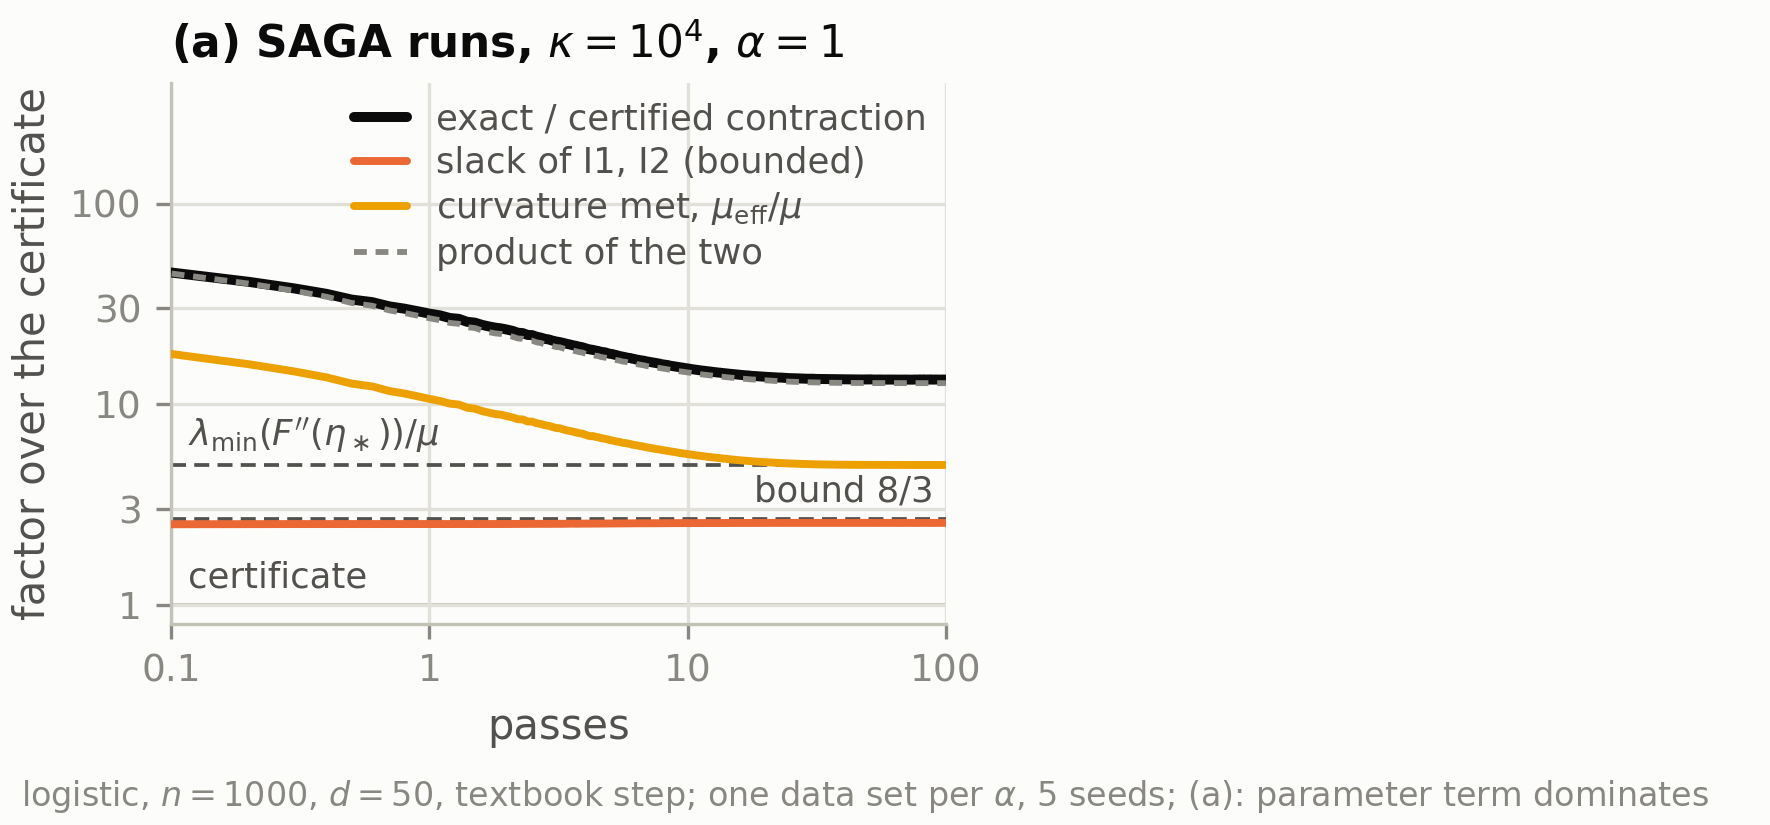 (a) SAGA runs, κ = 10⁴, α = 1
factor over the certificate
exact / certified contraction
slack of I1, I2 (bounded)
curvature met, μ_eff/μ
product of the two
100
30
10
3
1
λ_min(F″(η_*))/μ
bound 8/3
certificate
0.1 1 10 100
passes
logistic, n = 1000, d = 50, textbook step; one data set per α, 5 seeds; (a): parameter term dominates